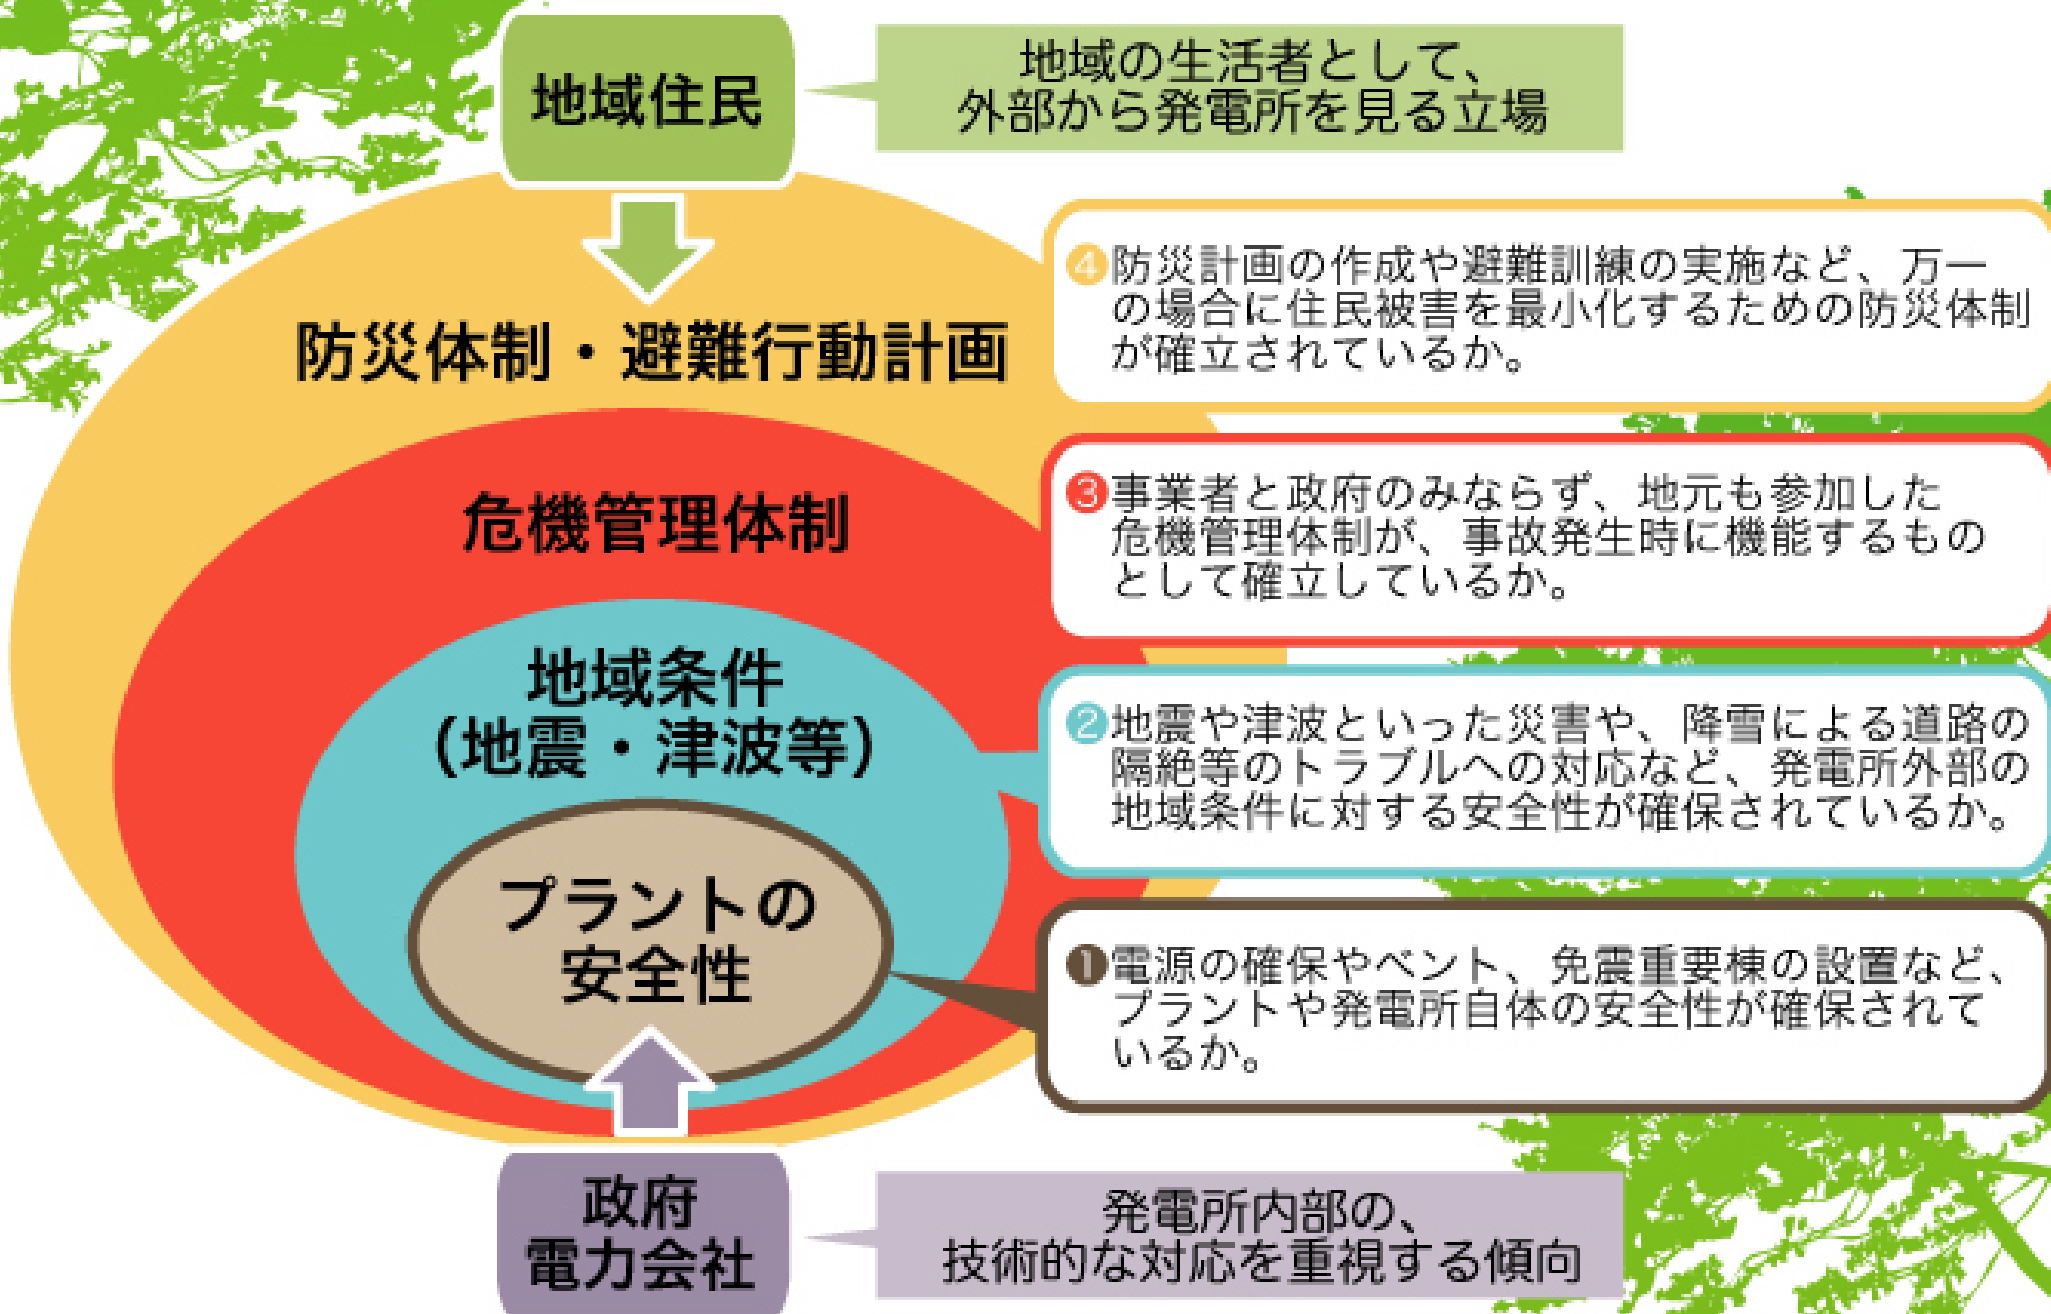 地域住民
地域の生活者として、
外部から発電所を見る立場
防災体制・避難行動計画
④防災計画の作成や避難訓練の実施など、万一
の場合に住民被害を最小化するための防災体制
が確立されているか。
危機管理体制
③事業者と政府のみならず、地元も参加した
危機管理体制が、事故発生時に機能するもの
として確立しているか。
地域条件
（地震・津波等）
②地震や津波といった災害や、降雪による道路の
隔絶等のトラブルへの対応など、発電所外部の
地域条件に対する安全性が確保されているか。
プラントの
安全性
①電源の確保やベント、免震重要棟の設置など、
プラントや発電所自体の安全性が確保されて
いるか。
政府
電力会社
発電所内部の、
技術的な対応を重視する傾向